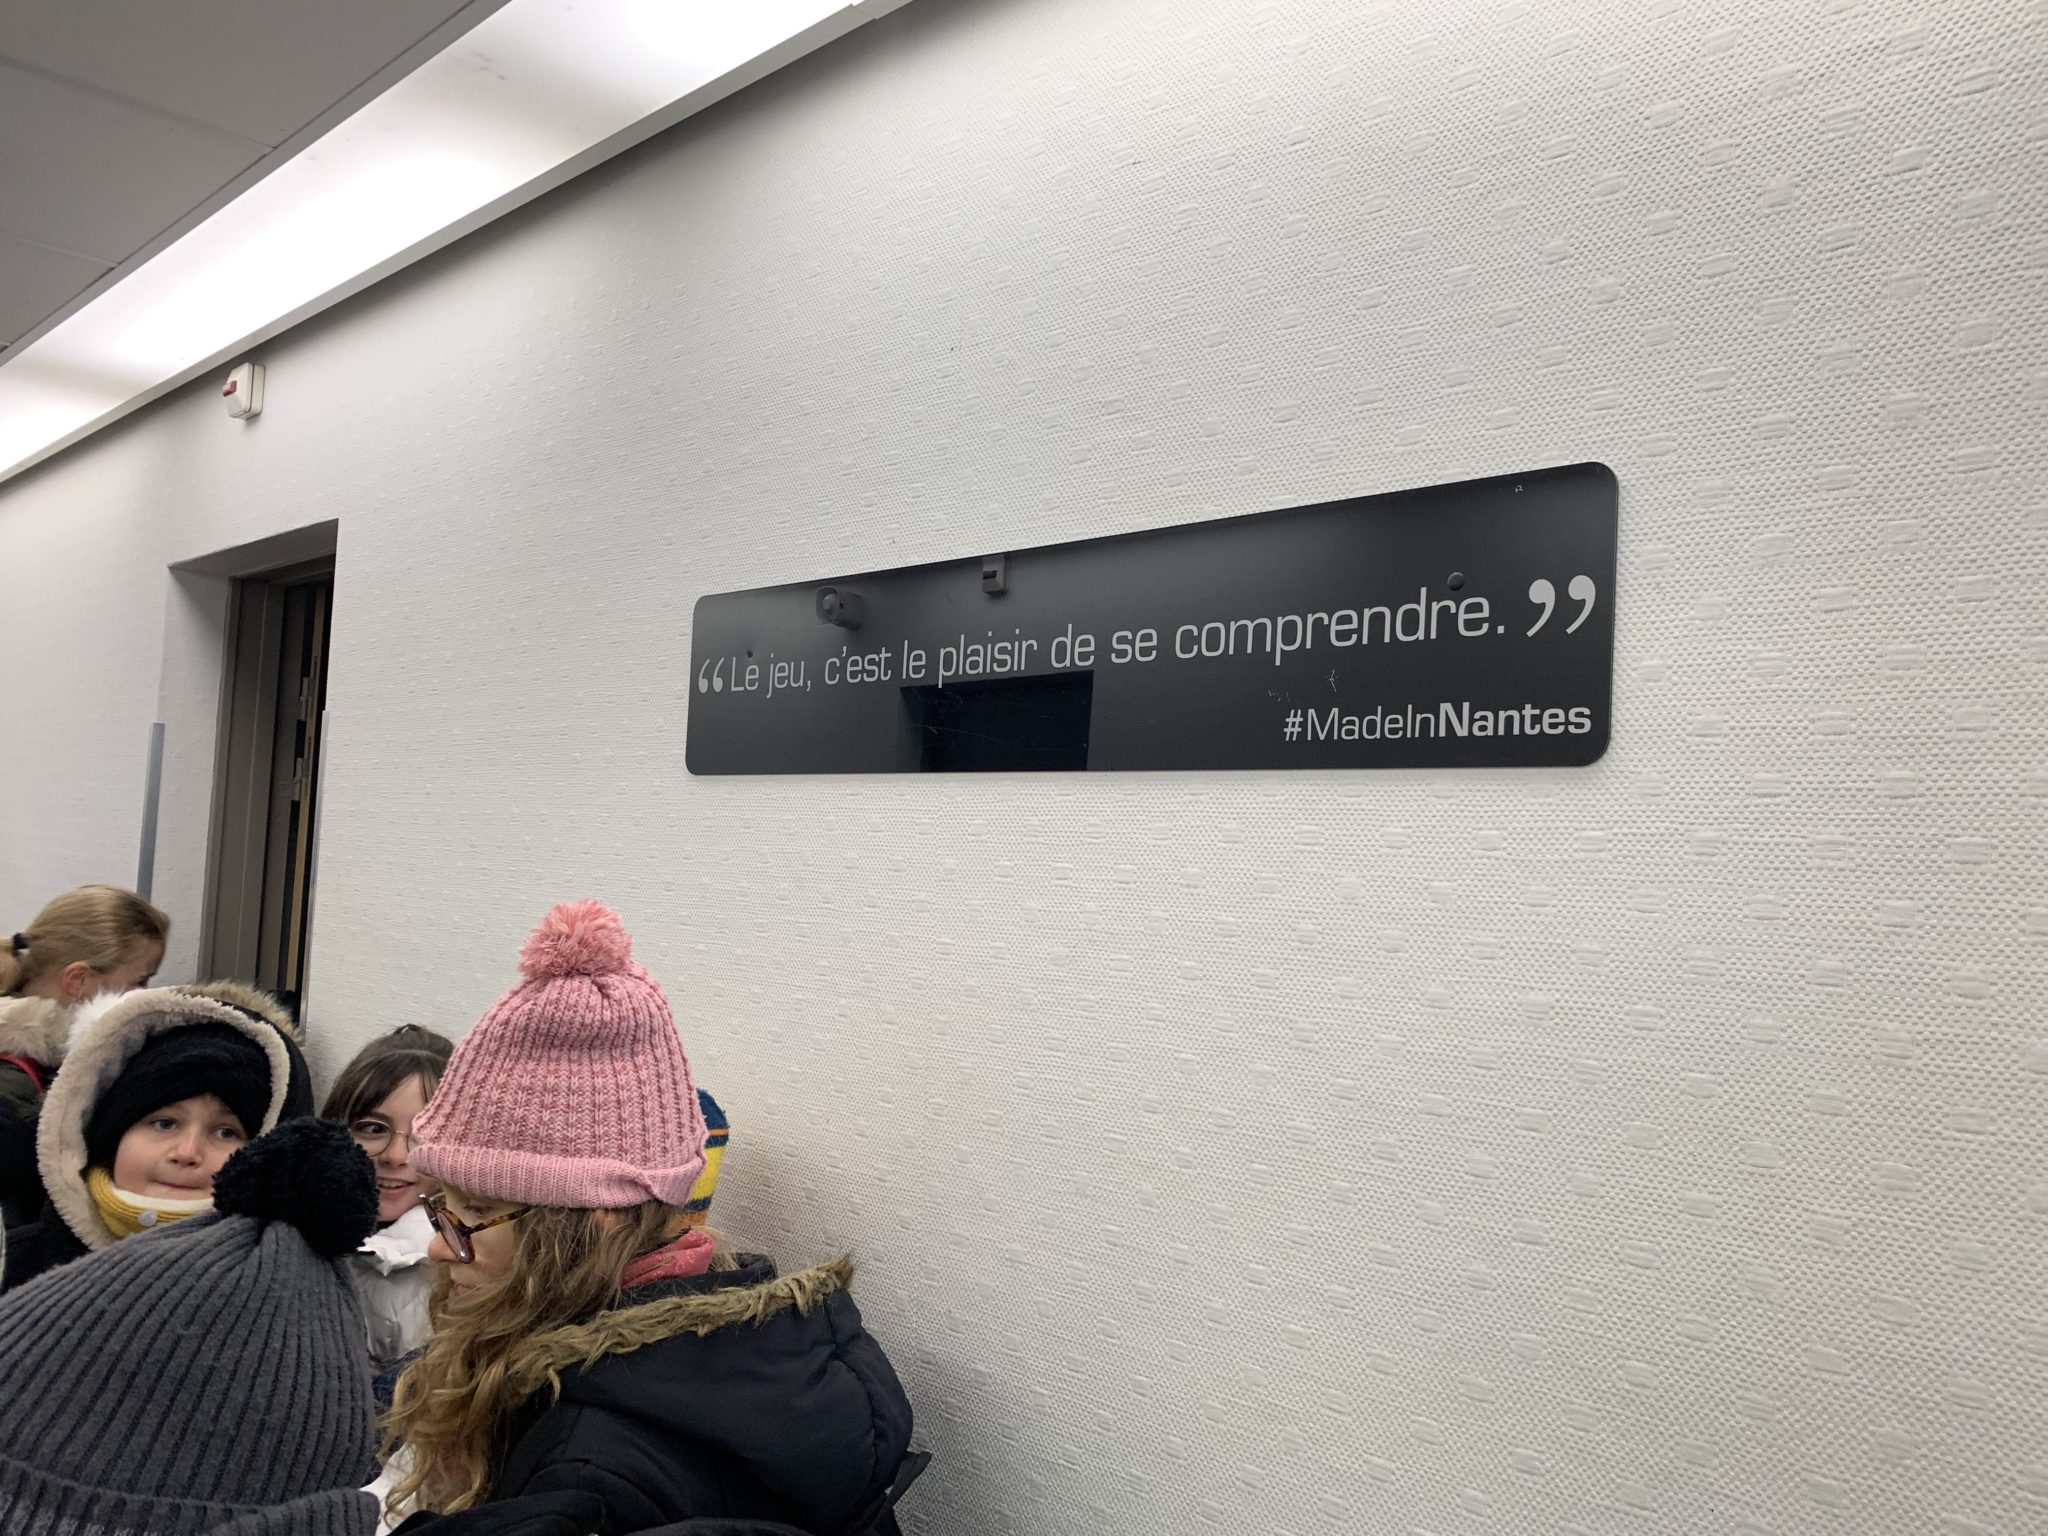 “Le jeu, c’est le plaisir de se comprendre.”
#MadeInNantes